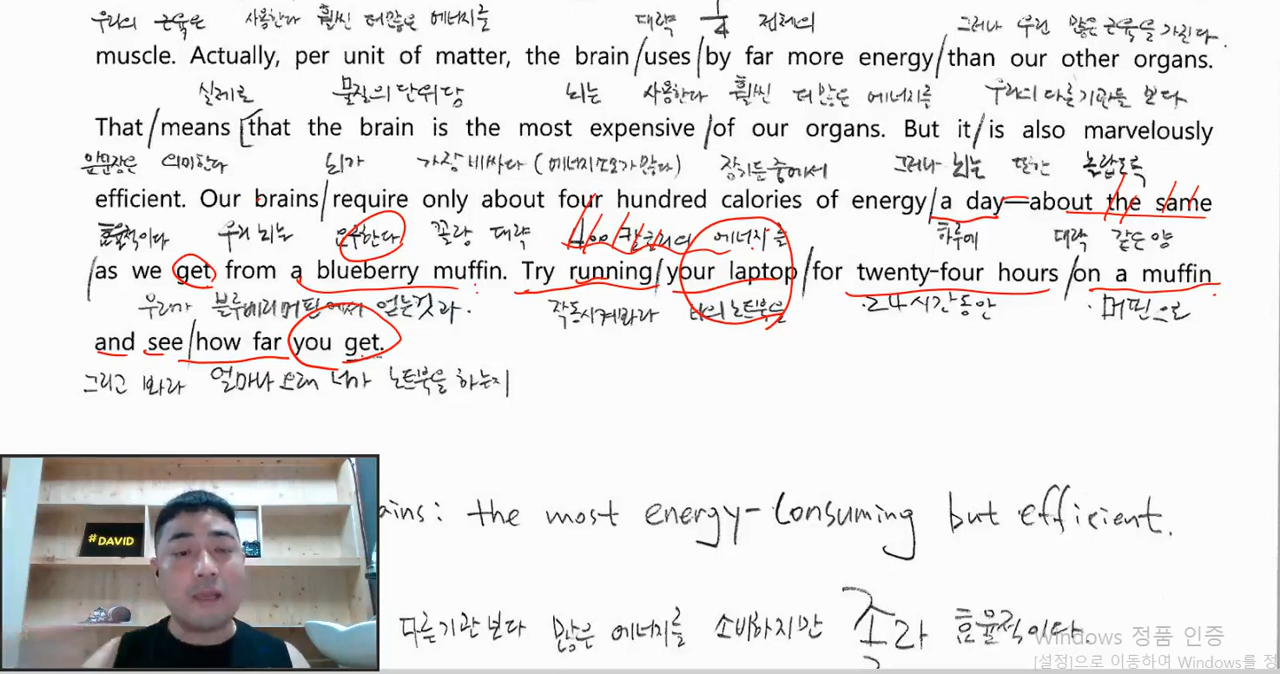 우리의 근육은 사용한다 훨씬 더많은 에너지를 대략 1/4 전체의 그러나 우린 많은 근육을 가진다.
muscle. Actually, per unit of matter, the brain/uses/by far more energy/than our other organs.
실제로 물질의 단위당 뇌는 사용한다 훨씬 더 많은 에너지를 우리의 다른기관들 보다
That/means [that the brain is the most expensive/of our organs. But it/is also marvelously
앞문장은 의미한다 뇌가 가장 비싸다 (에너지소모가 많다) 장기들 중에서 그러나 뇌는 또한 놀랍도록
efficient. Our brains/require only about four hundred calories of energy/a day—about the same
효율적이다 우리 뇌는 요구한다 꼴랑 대략 400 칼로리의 에너지를 하루에 대략 같은양
/as we get from a blueberry muffin. Try running/your laptop/for twenty-four hours/on a muffin
우리가 블루베리 머핀에서 얻는것과. 작동시켜봐라 너의 노트북을 24시간동안 머핀으로
and see/how far you get.
그리고 봐라 얼마나 오래 너가 노트북을 하는지
ains: the most energy-consuming but efficient.
#DAVID
다른기관보다 많은 에너지를 소비하지만 존라 효율적이다.
Windows 정품 인증
[설정]으로 이동하여 Windows를 정